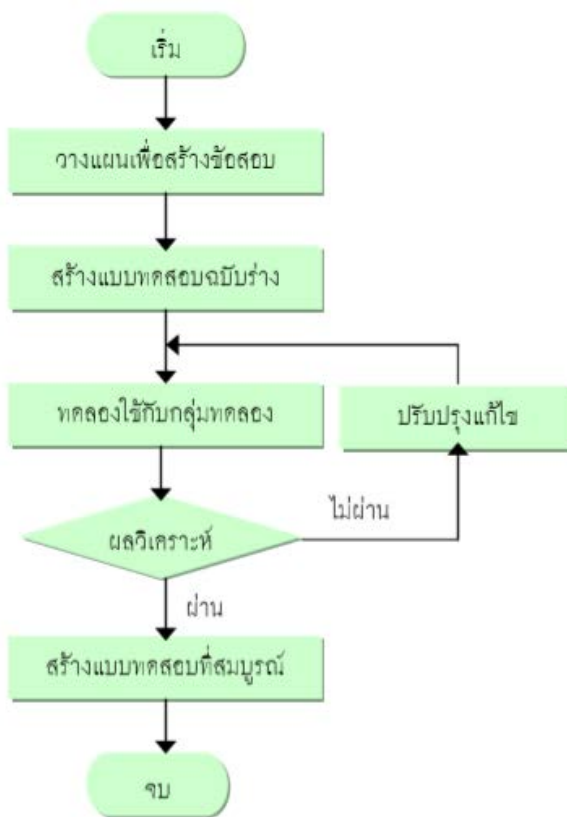 เริ่ม
วางแผนเพื่อสร้างข้อสอบ
สร้างแบบทดสอบฉบับร่าง
ทดลองใช้กับกลุ่มทดลอง
ปรับปรุงแก้ไข
ไม่ผ่าน
ผลวิเคราะห์
ผ่าน
สร้างแบบทดสอบที่สมบูรณ์
จบ